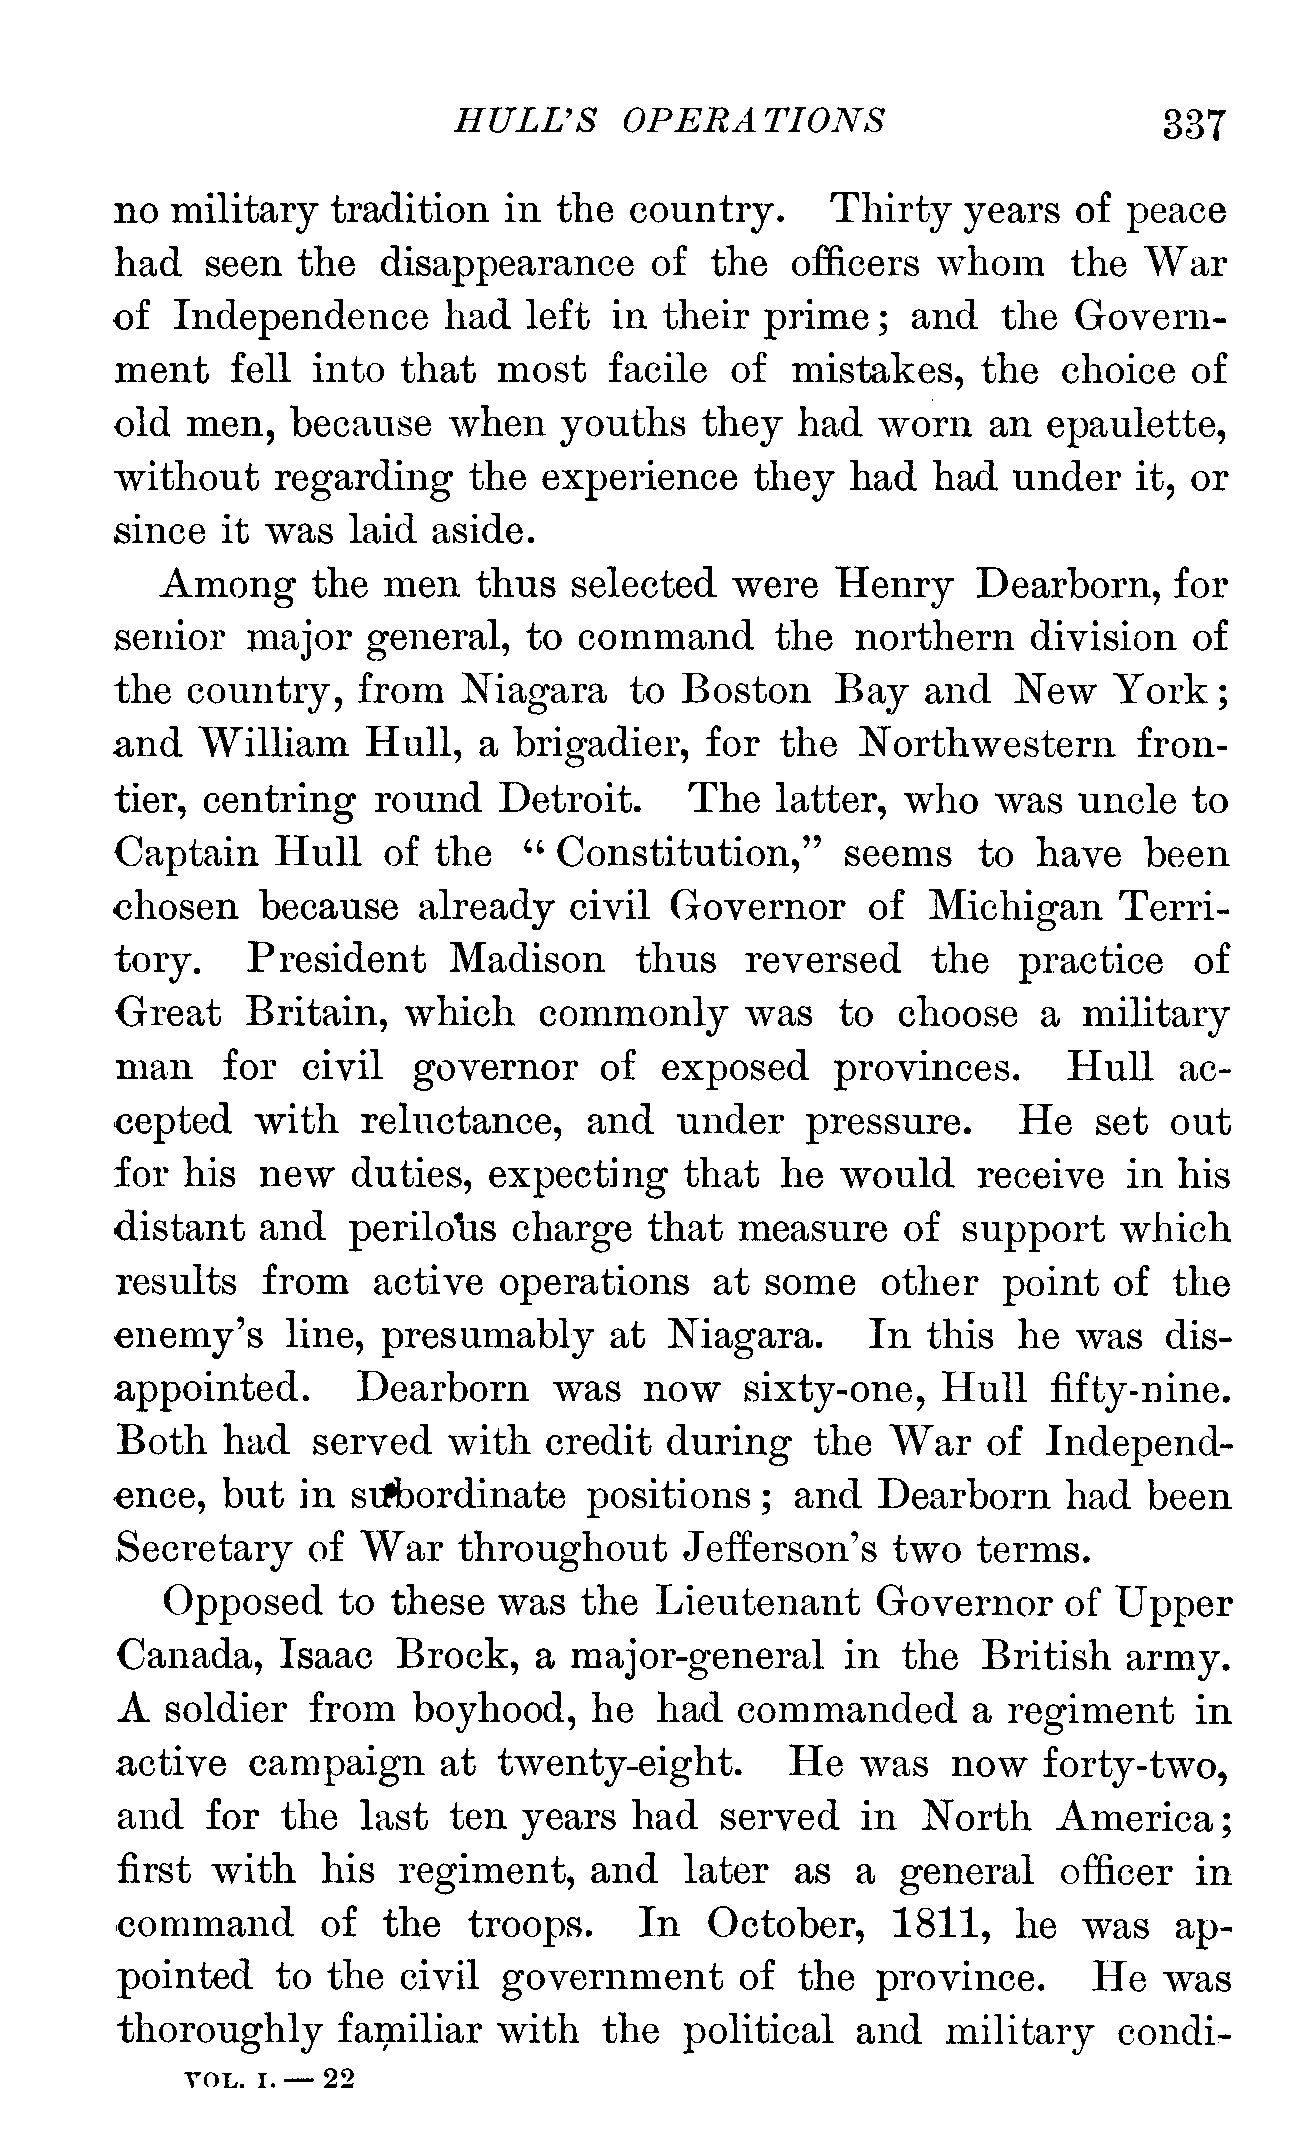 HULL'S OPERATIONS 337
no military tradition in the country. Thirty years of peace
had seen the disappearance of the officers whom the War
of Independence had left in their prime; and the Govern-
ment fell into that most facile of mistakes, the choice of
old men, because when youths they had worn an epaulette,
without regarding the experience they had had under it, or
since it was laid aside.
Among the men thus selected were Henry Dearborn, for
senior major general, to command the northern division of
the country, from Niagara to Boston Bay and New York;
and William Hull, a brigadier, for the Northwestern fron-
tier, centring round Detroit. The latter, who was uncle to
Captain Hull of the "Constitution," seems to have been
chosen because already civil Governor of Michigan Terri-
tory. President Madison thus reversed the practice of
Great Britain, which commonly was to choose a military
man for civil governor of exposed provinces. Hull ac-
cepted with reluctance, and under pressure. He set out
for his new duties, expecting that he would receive in his
distant and perilous charge that measure of support which
results from active operations at some other point of the
enemy's line, presumably at Niagara. In this he was dis-
appointed. Dearborn was now sixty-one, Hull fifty-nine.
Both had served with credit during the War of Independ-
ence, but in subordinate positions; and Dearborn had been
Secretary of War throughout Jefferson's two terms.
Opposed to these was the Lieutenant Governor of Upper
Canada, Isaac Brock, a major-general in the British army.
A soldier from boyhood, he had commanded a regiment in
active campaign at twenty-eight. He was now forty-two,
and for the last ten years had served in North America;
first with his regiment, and later as a general officer in
command of the troops. In October, 1811, he was ap-
pointed to the civil government of the province. He was
thoroughly familiar with the political and military condi-
VOL. I. — 22